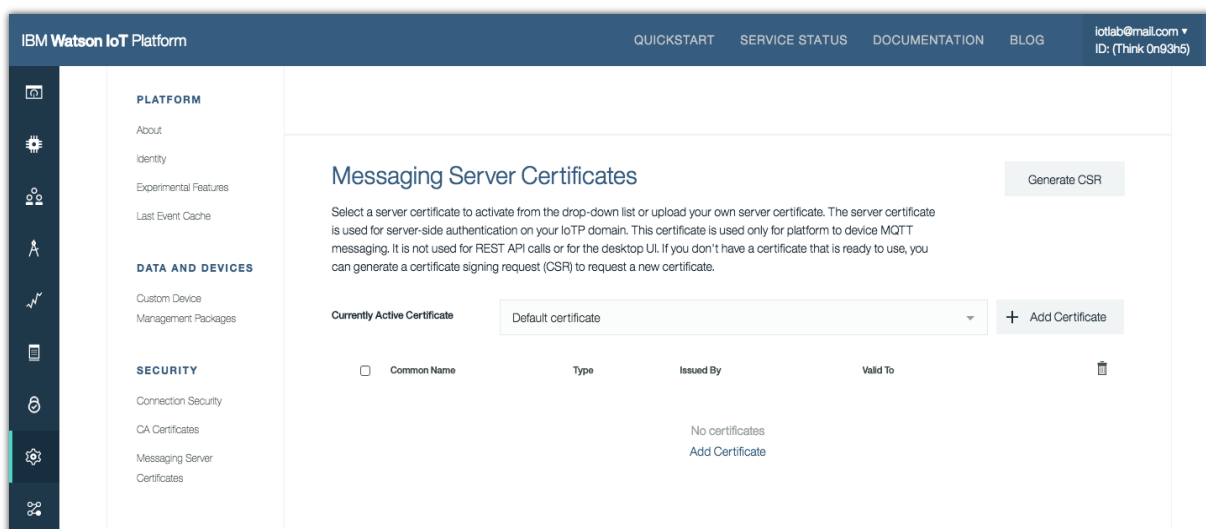 IBM Watson IoT Platform
QUICKSTART SERVICE STATUS DOCUMENTATION BLOG
iotlab@mail.com ▾
ID: (Think 0n93h5)
PLATFORM
About
Identity
Experimental Features
Last Event Cache
DATA AND DEVICES
Custom Device
Management Packages
SECURITY
Connection Security
CA Certificates
Messaging Server
Certificates
Messaging Server Certificates
Generate CSR
Select a server certificate to activate from the drop-down list or upload your own server certificate. The server certificate
is used for server-side authentication on your IoTP domain. This certificate is used only for platform to device MQTT
messaging. It is not used for REST API calls or for the desktop UI. If you don't have a certificate that is ready to use, you
can generate a certificate signing request (CSR) to request a new certificate.
Currently Active Certificate
Default certificate
+ Add Certificate
Common Name Type Issued By Valid To
No certificates
Add Certificate